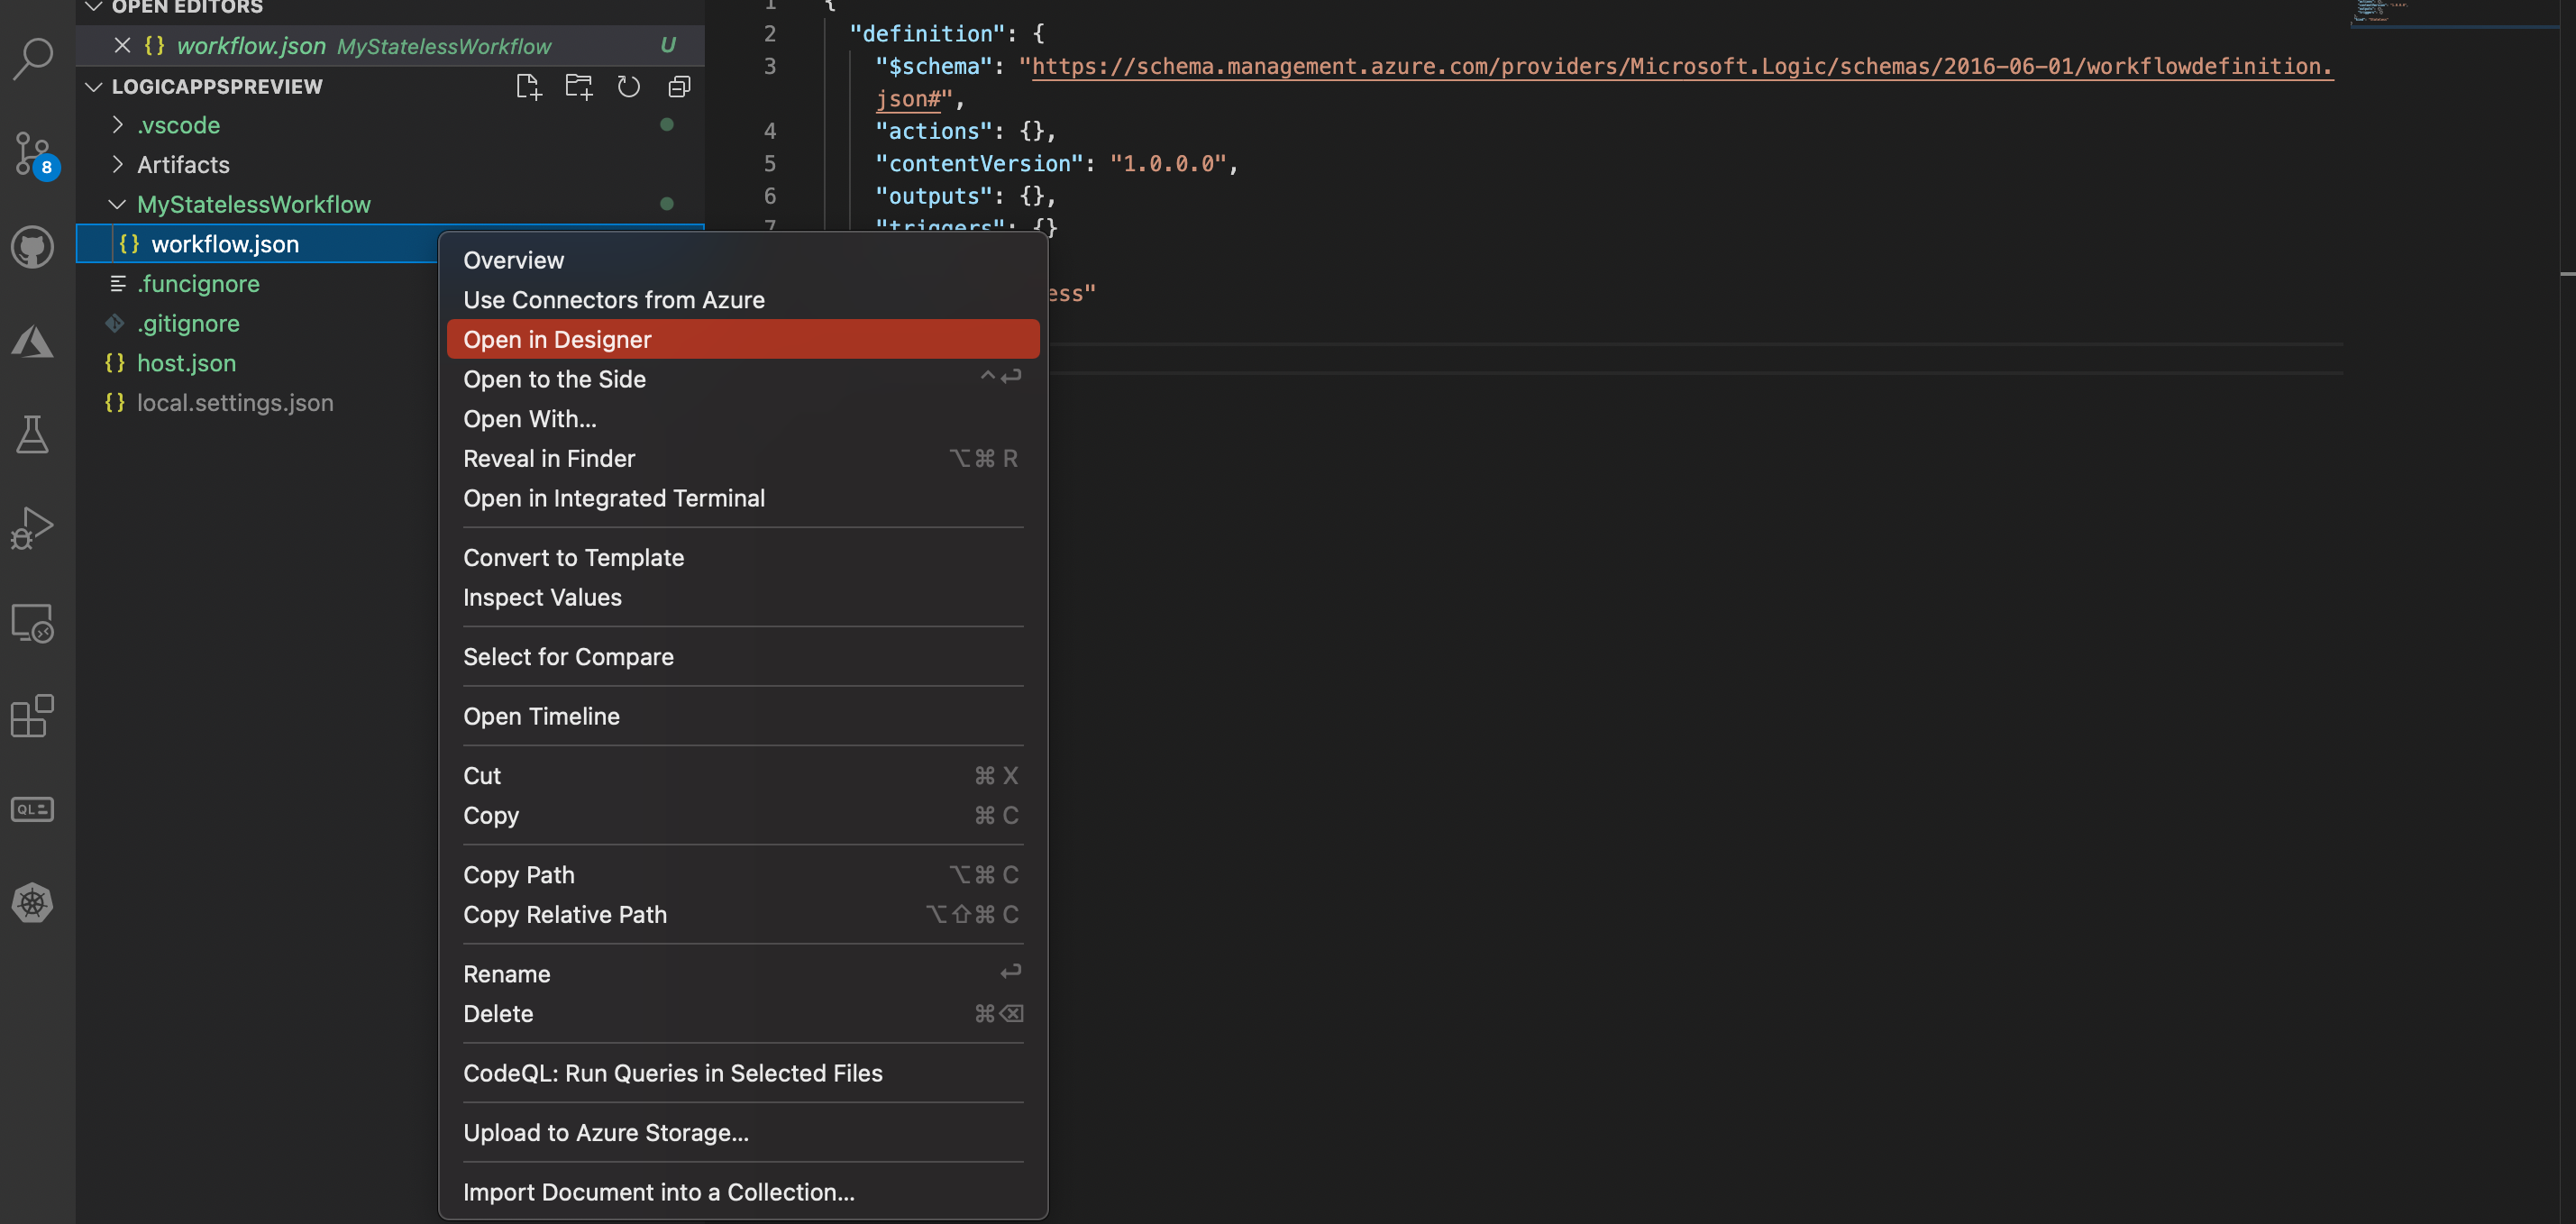 OPEN EDITORS
workflow.json MyStatelessWorkflow U
LOGICAPPSPREVIEW
.vscode
8
Artifacts
MyStatelessWorkflow
{} workflow.json
.funcignore
.gitignore
{} host.json
{} local.settings.json
QL
1 {
2 "definition": {
3 "$schema": "https://schema.management.azure.com/providers/Microsoft.Logic/schemas/2016-06-01/workflowdefinition.
json#",
4 "actions": {},
5 "contentVersion": "1.0.0.0",
6 "outputs": {},
7 "triggers": {}
ess"
Overview
Use Connectors from Azure
Open in Designer
Open to the Side ^↩
Open With...
Reveal in Finder ⌥⌘ R
Open in Integrated Terminal
Convert to Template
Inspect Values
Select for Compare
Open Timeline
Cut ⌘ X
Copy ⌘ C
Copy Path ⌥⌘ C
Copy Relative Path ⌥⇧⌘ C
Rename ↩
Delete ⌘⌫
CodeQL: Run Queries in Selected Files
Upload to Azure Storage...
Import Document into a Collection...